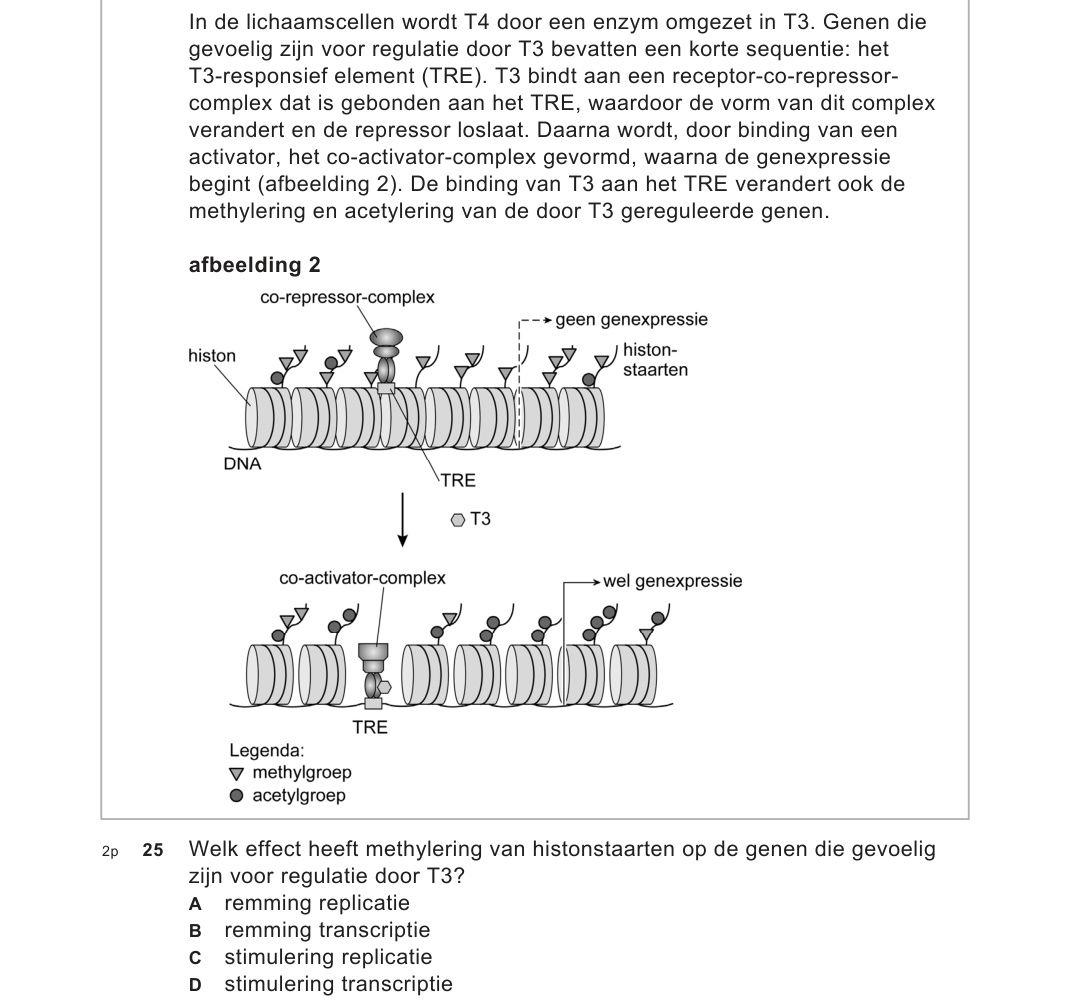 In de lichaamscellen wordt T4 door een enzym omgezet in T3. Genen die
gevoelig zijn voor regulatie door T3 bevatten een korte sequentie: het
T3-responsief element (TRE). T3 bindt aan een receptor-co-repressor-
complex dat is gebonden aan het TRE, waardoor de vorm van dit complex
verandert en de repressor loslaat. Daarna wordt, door binding van een
activator, het co-activator-complex gevormd, waarna de genexpressie
begint (afbeelding 2). De binding van T3 aan het TRE verandert ook de
methylering en acetylering van de door T3 gereguleerde genen.
afbeelding 2
co-repressor-complex
geen genexpressie
histon
histon-
staarten
DNA
TRE
T3
co-activator-complex
wel genexpressie
TRE
Legenda:
methylgroep
acetylgroep
2p 25 Welk effect heeft methylering van histonstaarten op de genen die gevoelig
zijn voor regulatie door T3?
A remming replicatie
B remming transcriptie
C stimulering replicatie
D stimulering transcriptie